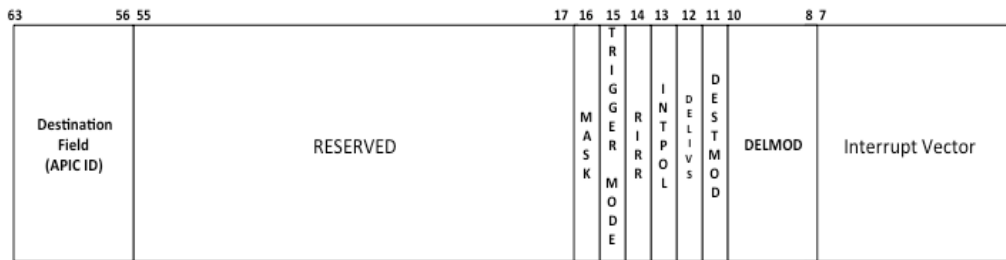 63 56 55 17 16 15 14 13 12 11 10 8 7
Destination
Field
(APIC ID)
RESERVED
MASK
TRIGGER MODE
RIRR
INTPOL
DELIVS
DESTMOD
DELMOD
Interrupt Vector